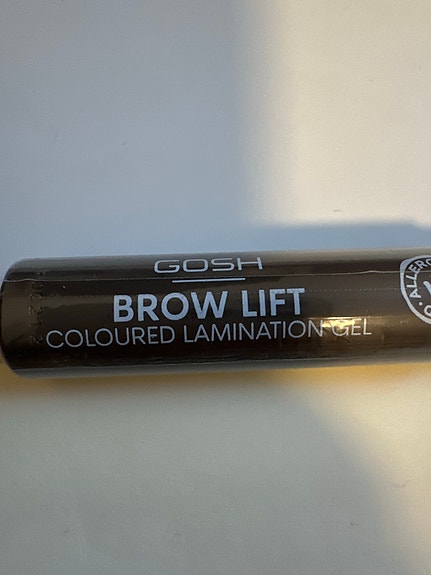 GOSH
BROW LIFT
COLOURED LAMINATION GEL